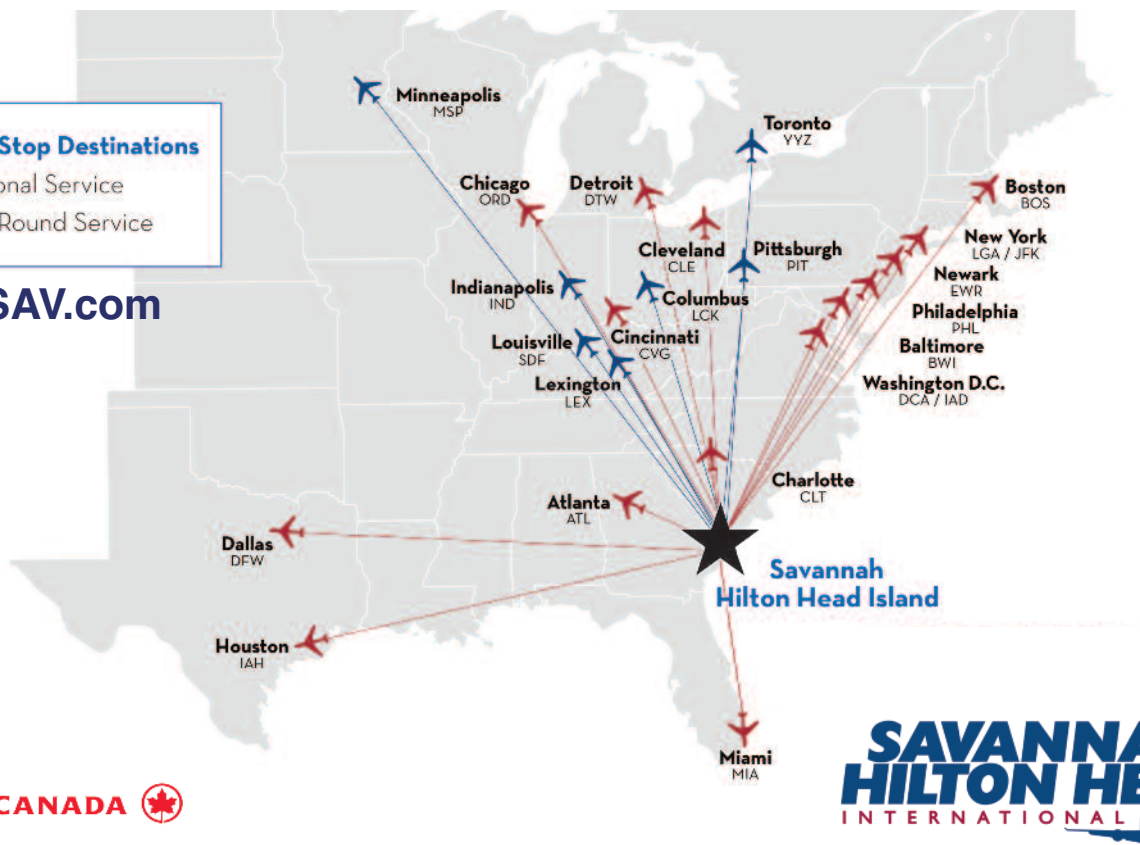 Stop Destinations
onal Service
Round Service
SAV.com
Minneapolis
MSP
Toronto
YYZ
Chicago
ORD
Detroit
DTW
Boston
BOS
Cleveland
CLE
Pittsburgh
PIT
New York
LGA / JFK
Indianapolis
IND
Columbus
LCK
Newark
EWR
Philadelphia
PHL
Louisville
SDF
Cincinnati
CVG
Baltimore
BWI
Lexington
LEX
Washington D.C.
DCA / IAD
Charlotte
CLT
Atlanta
ATL
Dallas
DFW
Savannah
Hilton Head Island
Houston
IAH
Miami
MIA
CANADA
SAVANNA
HILTON HE
INTERNATIONAL